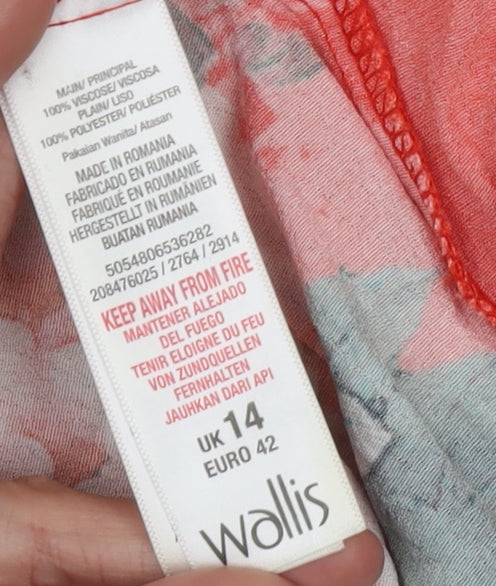 MAIN/ PRINCIPAL
100% VISCOSE/ VISCOSA
PLAIN/ LISO
100% POLYESTER/ POLIÉSTER
Pakaian Wanita/ Atasan
MADE IN ROMANIA
FABRICADO EN RUMANIA
FABRIQUÉ EN ROUMANIE
HERGESTELLT IN RUMÄNIEN
BUATAN RUMANIA
5054806536282
208476025 / 2764 / 2914
KEEP AWAY FROM FIRE
MANTENER ALEJADO
DEL FUEGO
TENIR ELOIGNE DU FEU
VON ZUNDQUELLEN
FERNHALTEN
JAUHKAN DARI API
UK 14
EURO 42
wallis